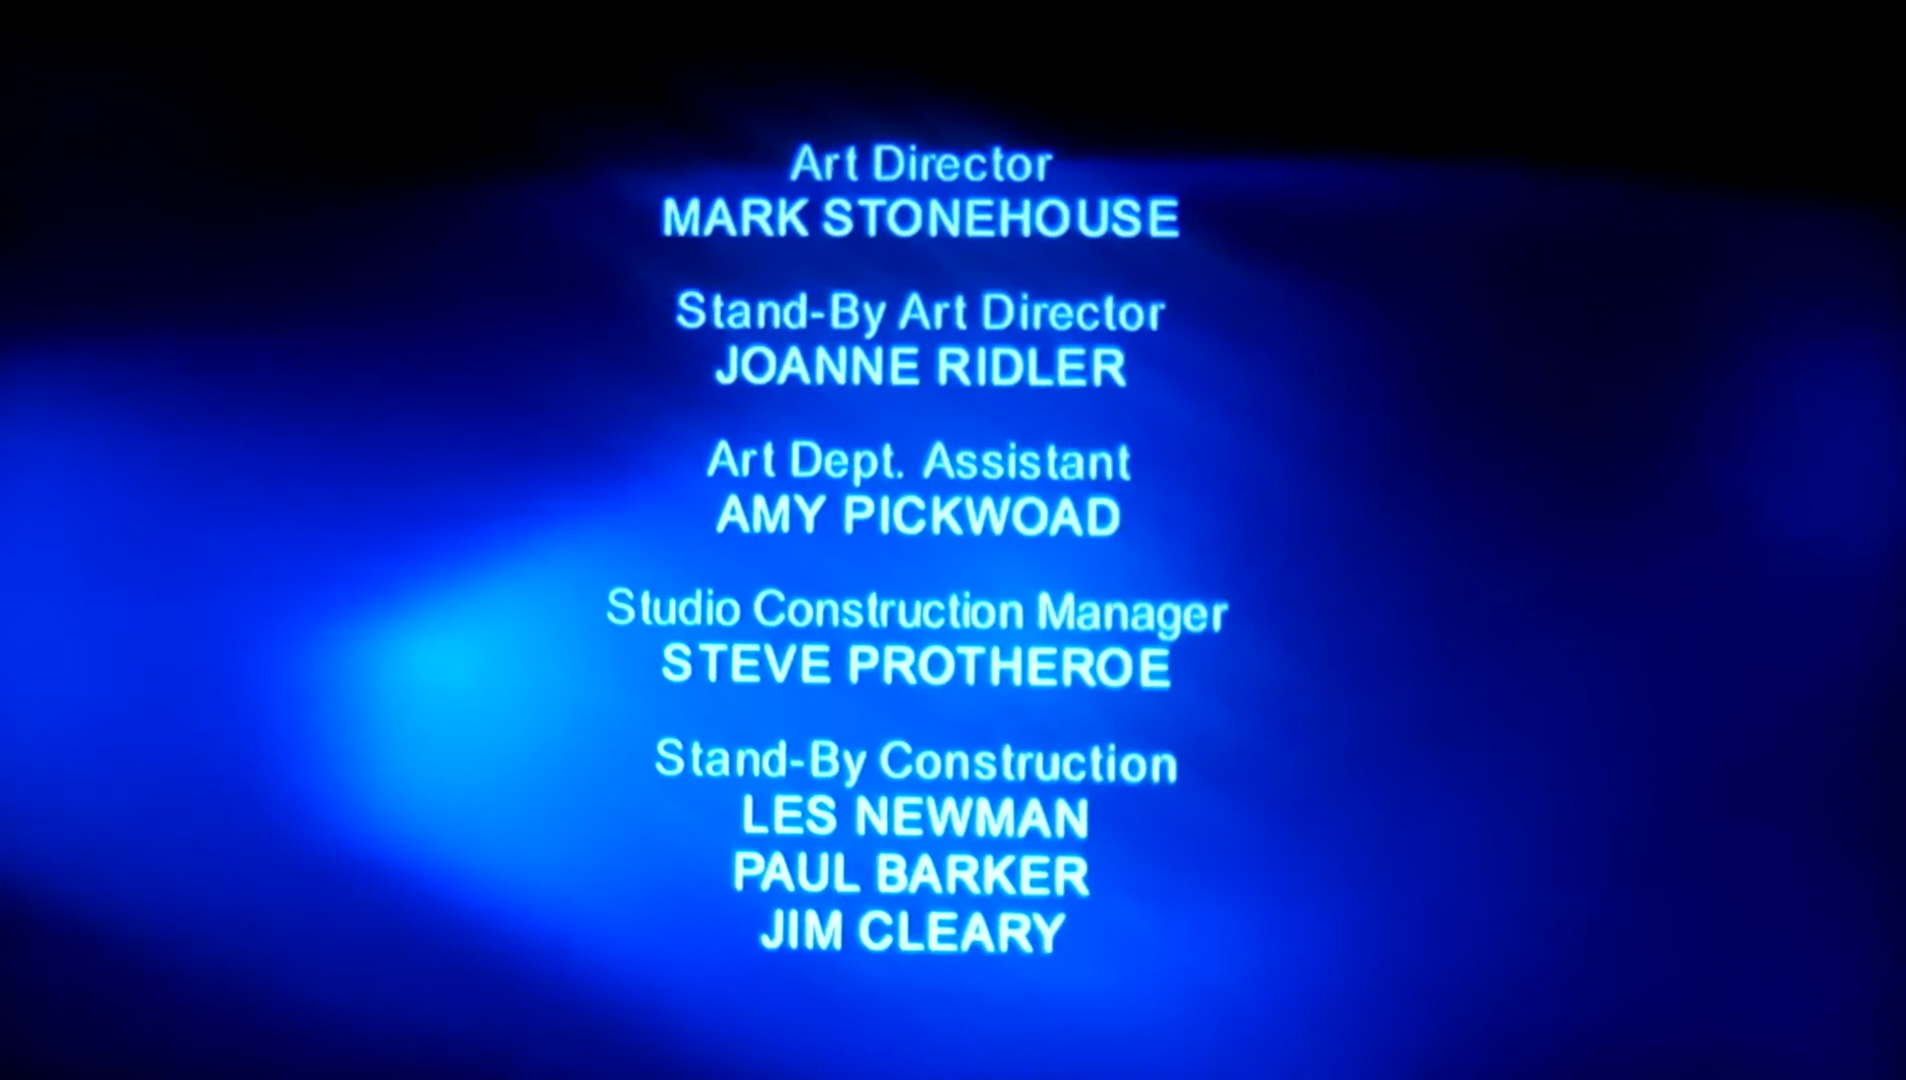 Art Director
MARK STONEHOUSE
Stand-By Art Director
JOANNE RIDLER
Art Dept. Assistant
AMY PICKWOAD
Studio Construction Manager
STEVE PROTHEROE
Stand-By Construction
LES NEWMAN
PAUL BARKER
JIM CLEARY